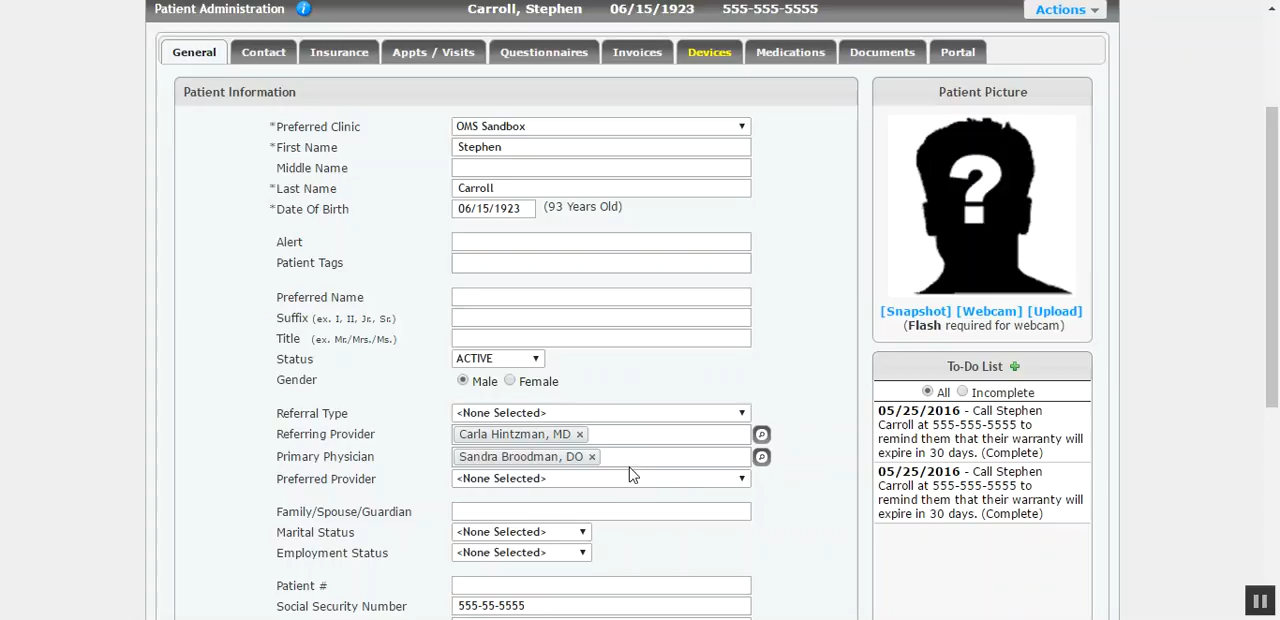 Patient Administration i Carroll, Stephen 06/15/1923 555-555-5555 Actions
General Contact Insurance Appts / Visits Questionnaires Invoices Devices Medications Documents Portal
Patient Information
*Preferred Clinic OMS Sandbox
*First Name Stephen
Middle Name
*Last Name Carroll
*Date Of Birth 06/15/1923 (93 Years Old)
Alert
Patient Tags
Preferred Name
Suffix (ex. I, II, Jr., Sr.)
Title (ex. Mr./Mrs./Ms.)
Status ACTIVE
Gender Male Female
Referral Type <None Selected>
Referring Provider Carla Hintzman, MD ×
Primary Physician Sandra Broodman, DO ×
Preferred Provider <None Selected>
Family/Spouse/Guardian
Marital Status <None Selected>
Employment Status <None Selected>
Patient #
Social Security Number 555-55-5555
Patient Picture
?
[Snapshot] [Webcam] [Upload]
(Flash required for webcam)
To-Do List
All Incomplete
05/25/2016 - Call Stephen
Carroll at 555-555-5555 to
remind them that their warranty will
expire in 30 days. (Complete)
05/25/2016 - Call Stephen
Carroll at 555-555-5555 to
remind them that their warranty will
expire in 30 days. (Complete)